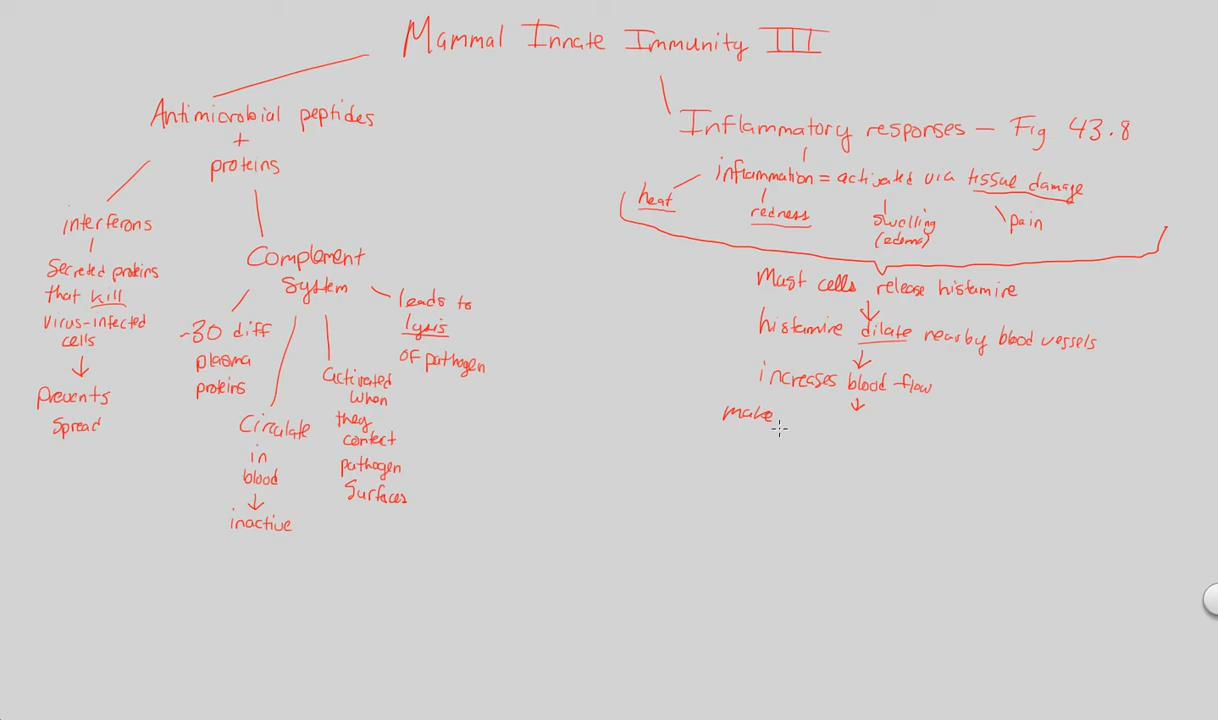 Mammal Innate Immunity III
Antimicrobial peptides
+
proteins
interferons
Secreted proteins
that kill
virus-infected
cells
prevents
spread
Complement
System
~30 diff
plasma
proteins
Circulate
in
blood
inactive
activated
when
they
contact
pathogen
Surfaces
leads to
lysis
of pathogen
Inflammatory responses - Fig 43.8
inflammation = activated via tissue damage
heat
redness
swelling
(edema)
pain
Mast cells release histamine
histamine dilate nearby blood vessels
increases blood flow
make